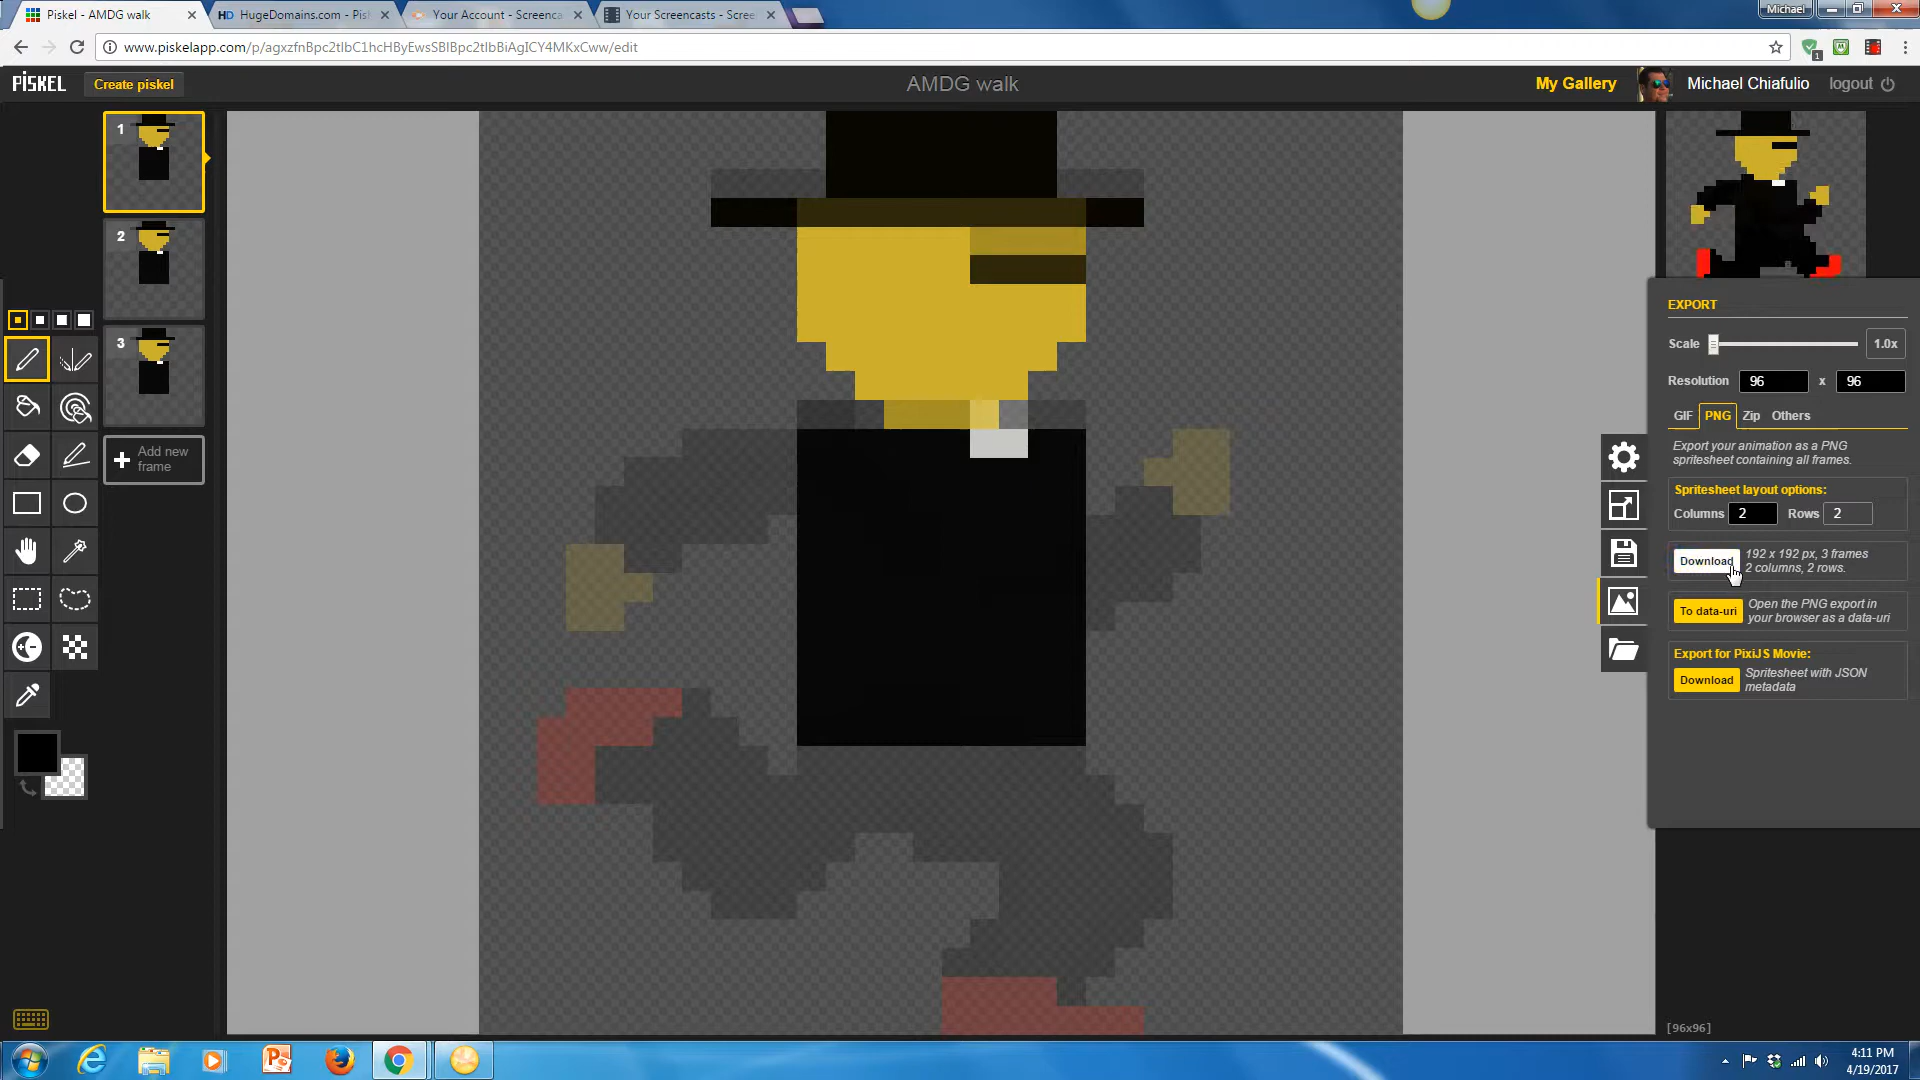 Piskel - AMDG walk
HugeDomains.com - Pisk
Your Account - Screenca
Your Screencasts - Scree
Michael
www.piskelapp.com/p/agxzfnBpc2tlbC1hcHByEwsSBlBpc2tlbBiAgICY4MKxCww/edit
1
PISKEL
Create piskel
AMDG walk
My Gallery
Michael Chiafulio
logout
1
2
3
Add new
frame
EXPORT
Scale
1.0x
Resolution
96
x
96
GIF
PNG
Zip
Others
Export your animation as a PNG
spritesheet containing all frames.
Spritesheet layout options:
Columns
2
Rows
2
Download
192 x 192 px, 3 frames
2 columns, 2 rows.
To data-uri
Open the PNG export in
your browser as a data-uri
Export for PixiJS Movie:
Download
Spritesheet with JSON
metadata
[96x96]
4:11 PM
4/19/2017